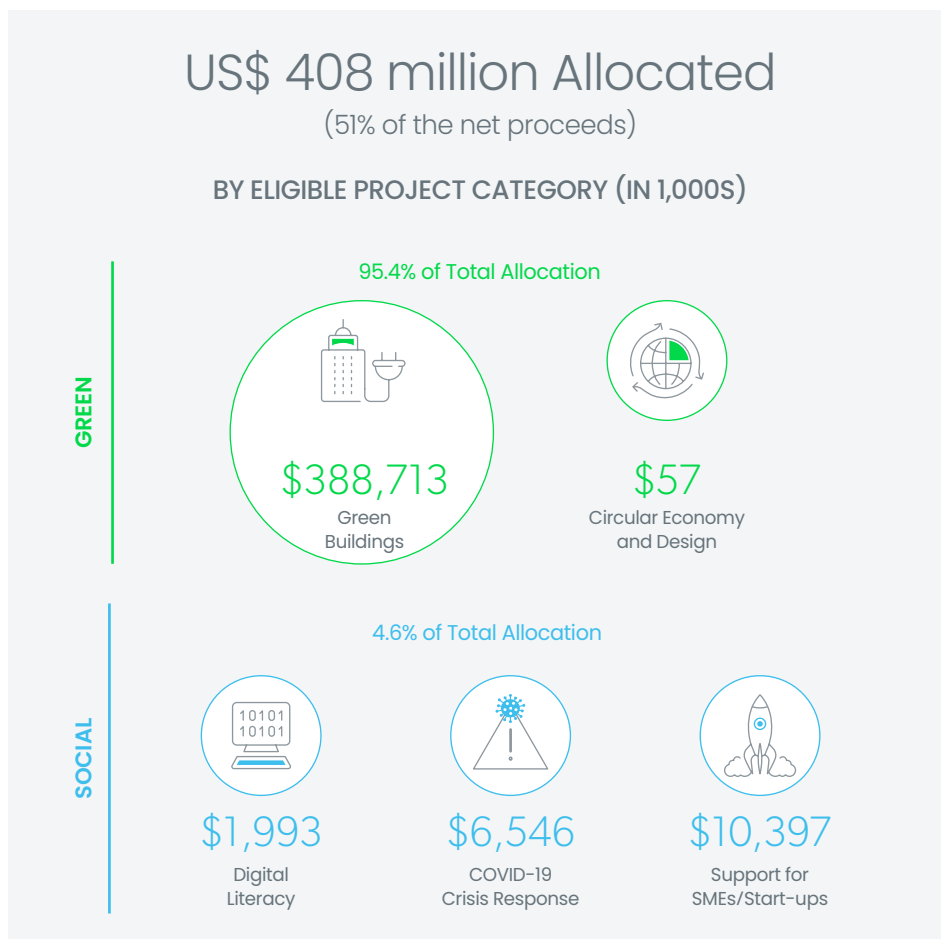 US$ 408 million Allocated
(51% of the net proceeds)
BY ELIGIBLE PROJECT CATEGORY (IN 1,000S)
GREEN
95.4% of Total Allocation
$388,713
Green
Buildings
$57
Circular Economy
and Design
SOCIAL
4.6% of Total Allocation
10101
10101
$1,993
Digital
Literacy
$6,546
COVID-19
Crisis Response
$10,397
Support for
SMEs/Start-ups